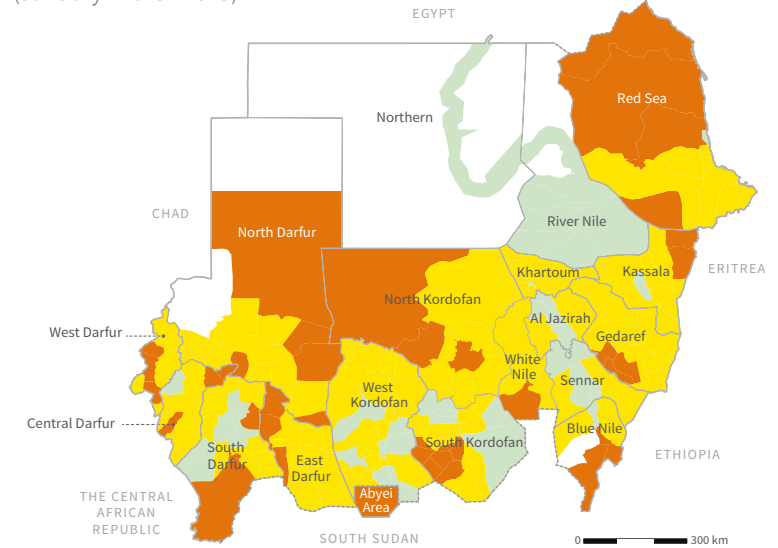 EGYPT
Red Sea
Northern
CHAD
River Nile
North Darfur
Khartoum
Kassala
ERITREA
North Kordofan
Al Jazirah
West Darfur
Gedaref
White
Nile
Sennar
West
Kordofan
Central Darfur
Blue Nile
South Kordofan
South
Darfur
East
Darfur
ETHIOPIA
Abyei
Area
THE CENTRAL
AFRICAN
REPUBLIC
SOUTH SUDAN
0 300 km